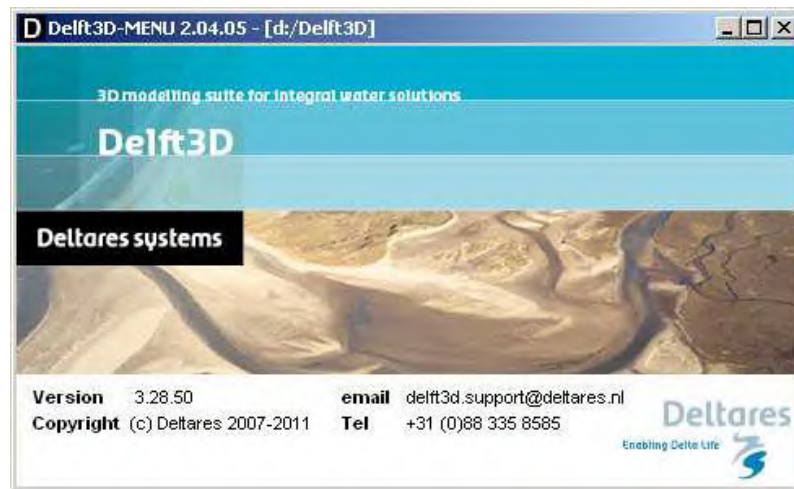 D Delft3D-MENU 2.04.05 - [d:/Delft3D]
3D modelling suite for integral water solutions
Delft3D
Deltares systems
Version 3.28.50 email delft3d.support@deltares.nl
Copyright (c) Deltares 2007-2011 Tel +31 (0)88 335 8585
Deltares
Enabling Delta Life